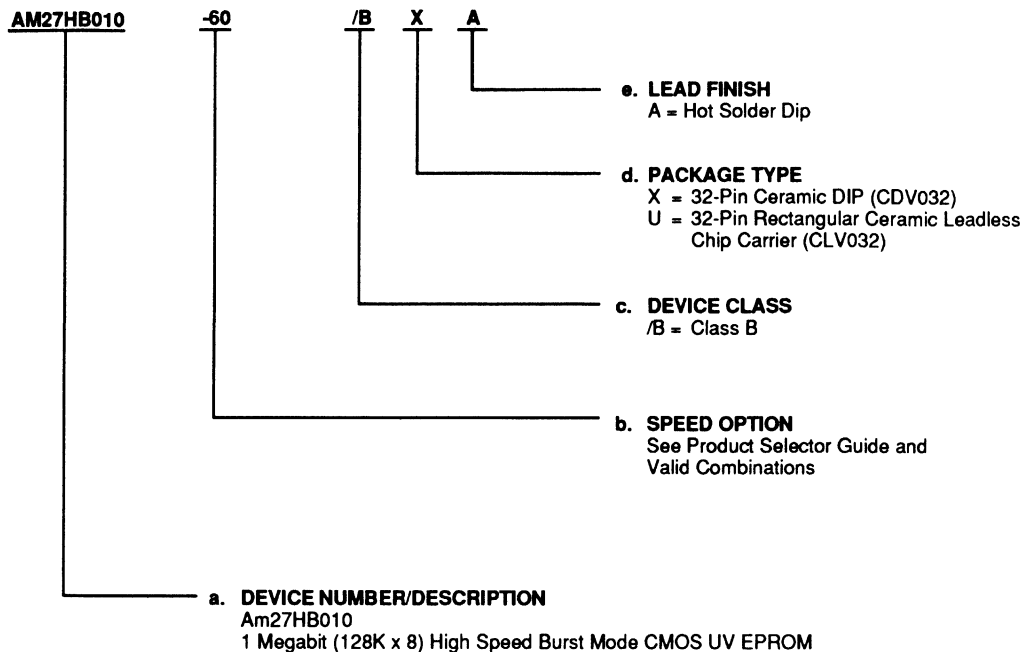 AM27HB010 -60 /B X A
e. LEAD FINISH
A = Hot Solder Dip
d. PACKAGE TYPE
X = 32-Pin Ceramic DIP (CDV032)
U = 32-Pin Rectangular Ceramic Leadless
Chip Carrier (CLV032)
c. DEVICE CLASS
/B = Class B
b. SPEED OPTION
See Product Selector Guide and
Valid Combinations
a. DEVICE NUMBER/DESCRIPTION
Am27HB010
1 Megabit (128K x 8) High Speed Burst Mode CMOS UV EPROM